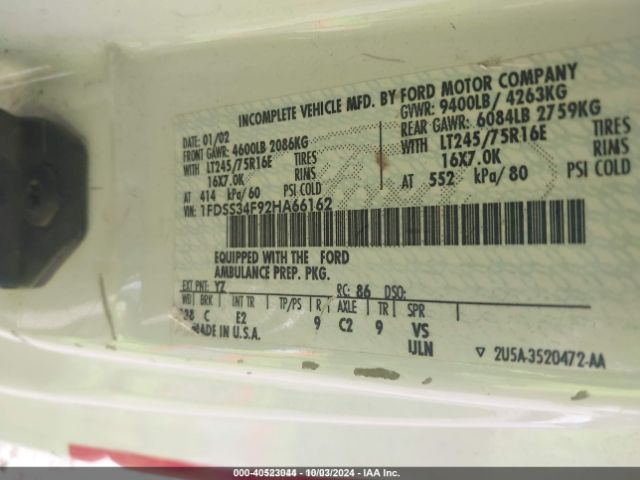 INCOMPLETE VEHICLE MFD. BY FORD MOTOR COMPANY
DATE: 01/02 GVWR: 9400LB/ 4263KG
FRONT GAWR: 4600LB 2086KG REAR GAWR: 6084LB 2759KG
WITH LT245/75R16E TIRES WITH LT245/75R16E TIRES
16X7.0K RINS 16X7.0K RINS
AT 414 kPa/60 PSI COLD AT 552 kPa/80 PSI COLD
VIN: 1FDSS34F92HA66162
EQUIPPED WITH THE FORD
AMBULANCE PREP. PKG.
EXT PNT: YZ RC: 86 DSO:
WB BRK INT TR TP/PS R AXLE TR SPR
138 C E2 9 C2 9 VS
MADE IN U.S.A. ULN
2U5A-3520472-AA
000-40523044 - 10/03/2024 - IAA Inc.